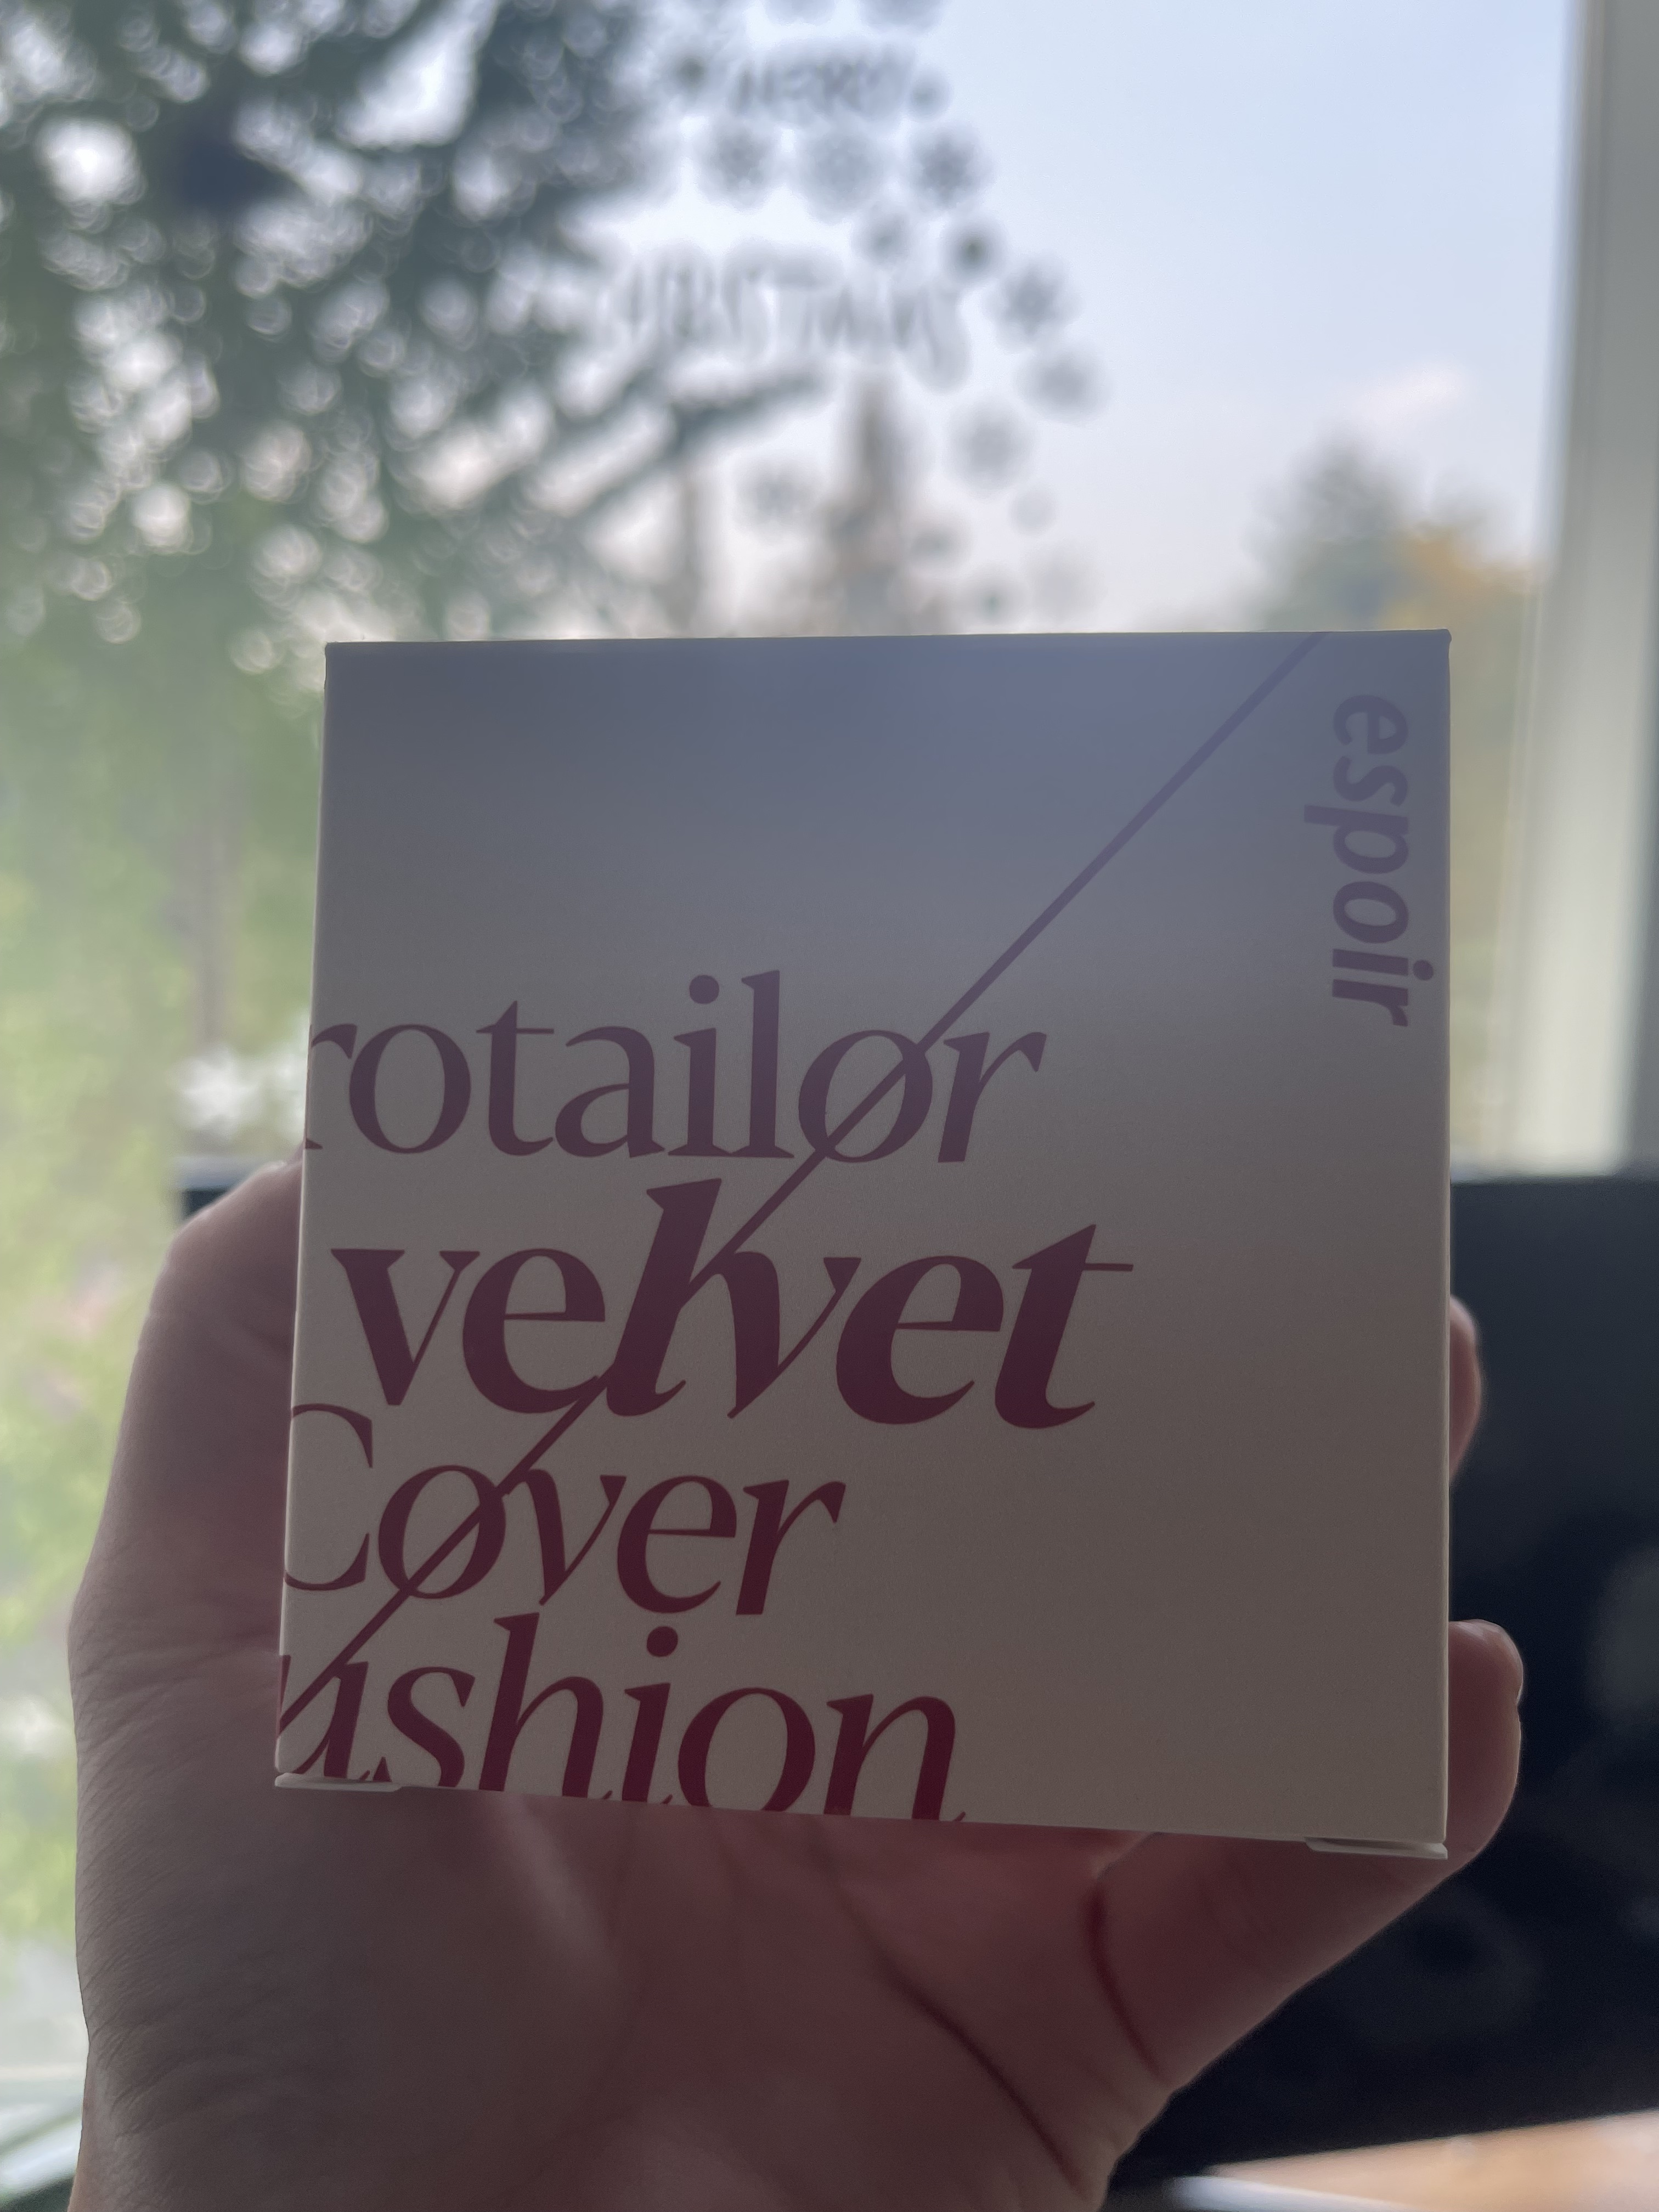 espoir
rotailør
velvet
Cøver
ushion